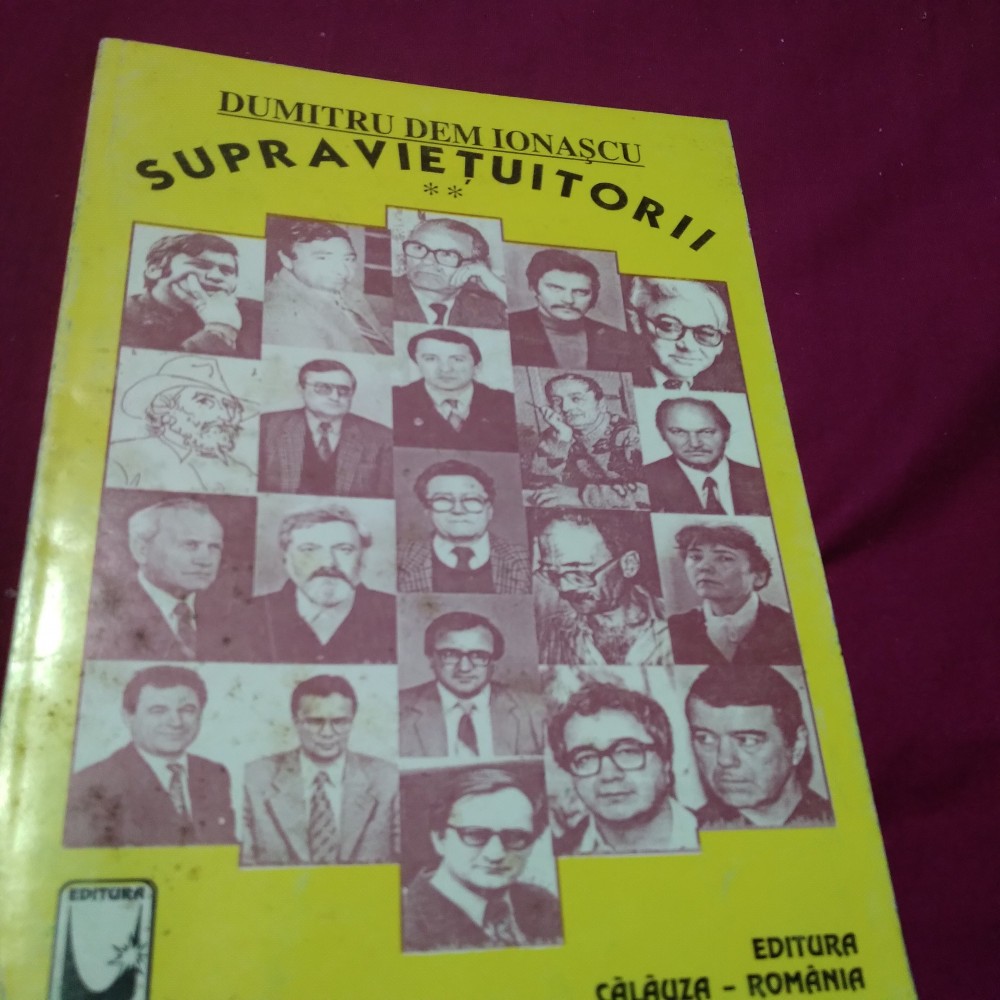 DUMITRU DEM IONAȘCU
SUPRAVIEȚUITORII
**
EDITURA
EDITURA
CĂLĂUZA – ROMÂNIA